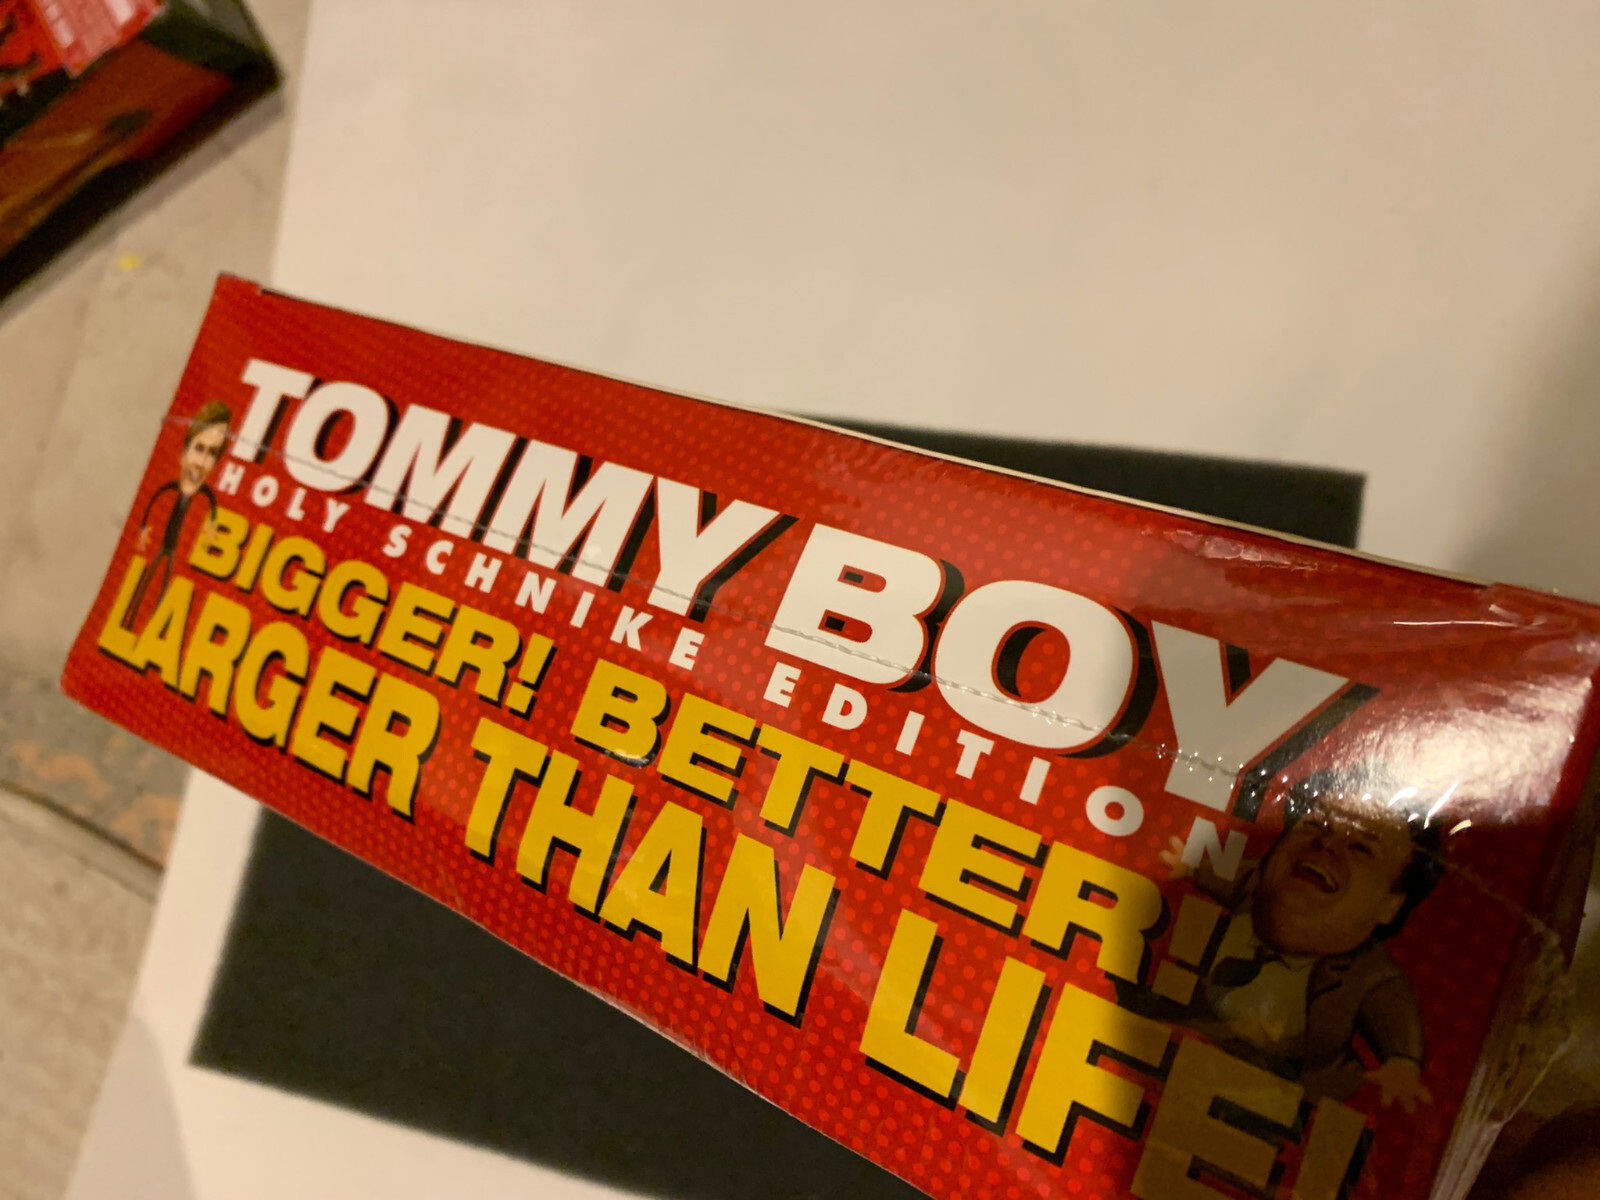 TOMMY BOY
HOLY SCHNIKE EDITION
BIGGER! BETTER!
LARGER THAN LIFE!